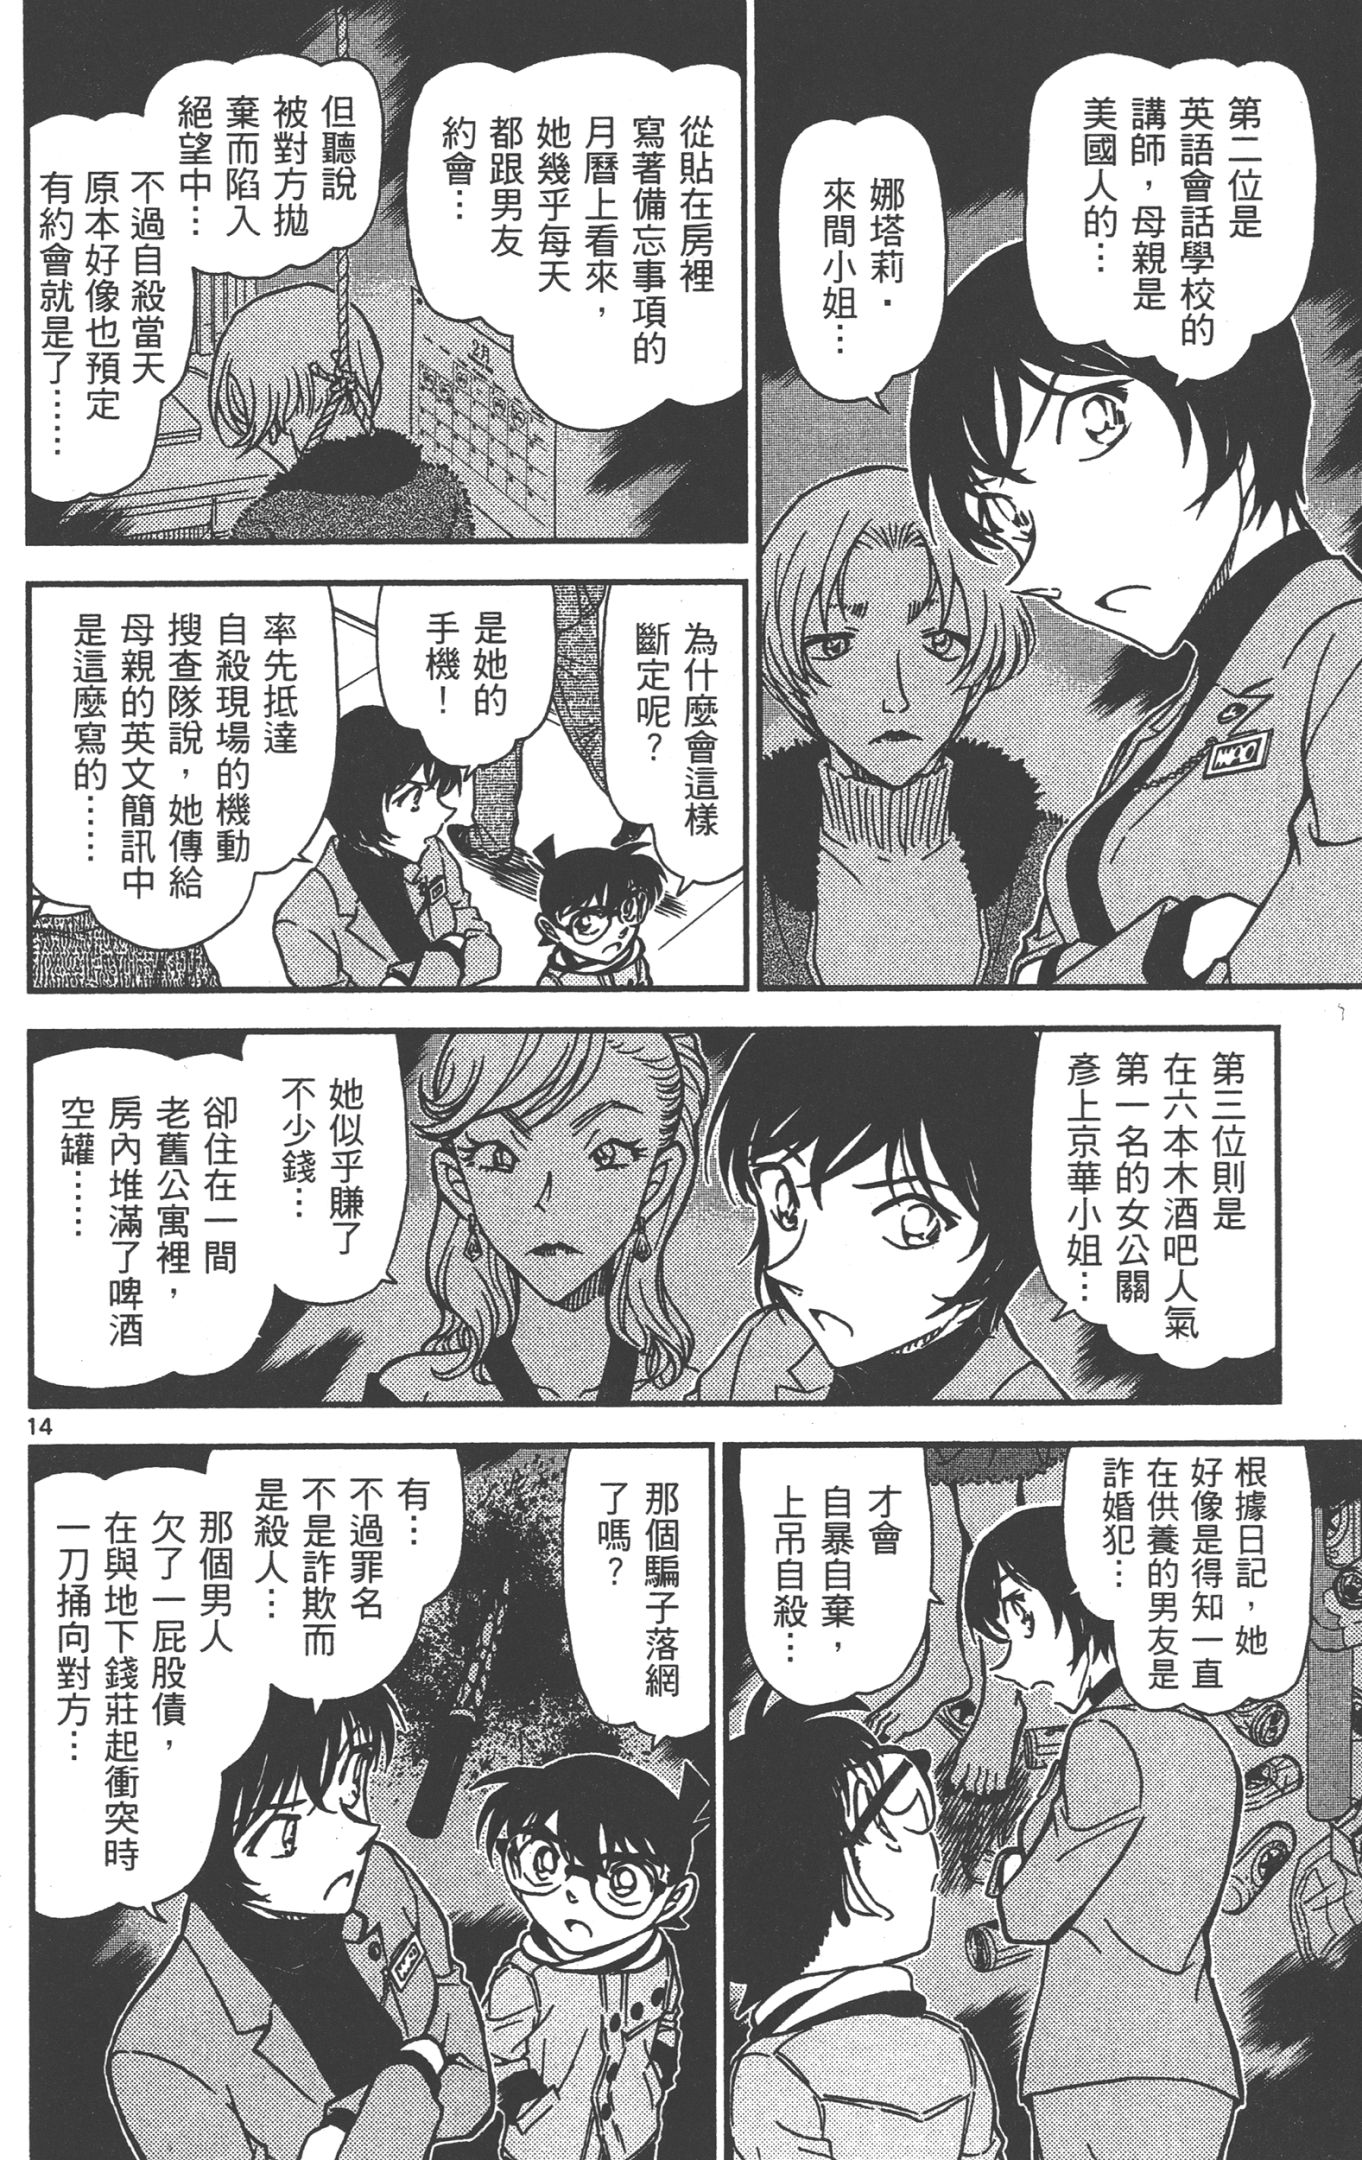 第二位是
英語會話學校的
講師，母親是
美國人的…
娜塔莉・
來間小姐…
從貼在房裡
寫著備忘事項的
月曆上看來，
她幾乎每天
都跟男友
約會…
但聽說
被對方拋
棄而陷入
絕望中…
不過自殺當天
原本好像也預定
有約會就是了……
為什麼會這樣
斷定呢？
是她的
手機！
率先抵達
自殺現場的機動
搜查隊說，她傳給
母親的英文簡訊中
是這麼寫的……
第三位則是
在六本木酒吧人氣
第一名的女公關
彥上京華小姐…
她似乎賺了
不少錢…
卻住在一間
老舊公寓裡，
房內堆滿了啤酒
空罐……
14
根據日記，她
好像是得知一直
在供養的男友是
詐婚犯…
才會
自暴自棄，
上吊自殺…
那個騙子落網
了嗎？
有…
不過罪名
不是詐欺而
是殺人…
那個男人
欠了一屁股債，
在與地下錢莊起衝突時
一刀捅向對方…